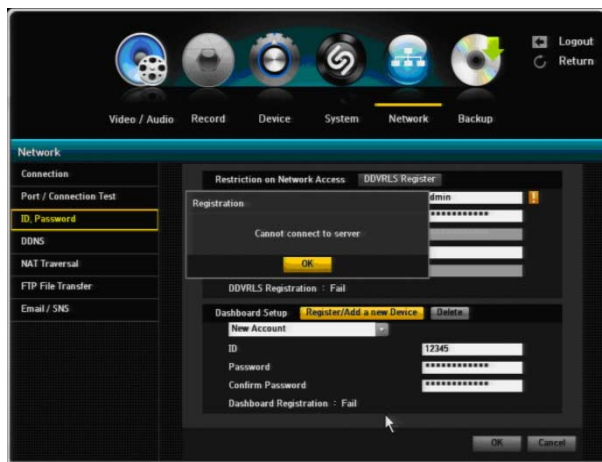 Logout
Return
Video / Audio Record Device System Network Backup
Network
Connection
Port / Connection Test
ID, Password
DDNS
NAT Traversal
FTP File Transfer
Email / SNS
Restriction on Network Access DDVRLS Register
dmin
***********
Registration
Cannot connect to server
OK
DDVRLS Registration : Fail
Dashboard Setup Register/Add a new Device Delete
New Account
ID 12345
Password ***********
Confirm Password ***********
Dashboard Registration : Fail
OK Cancel